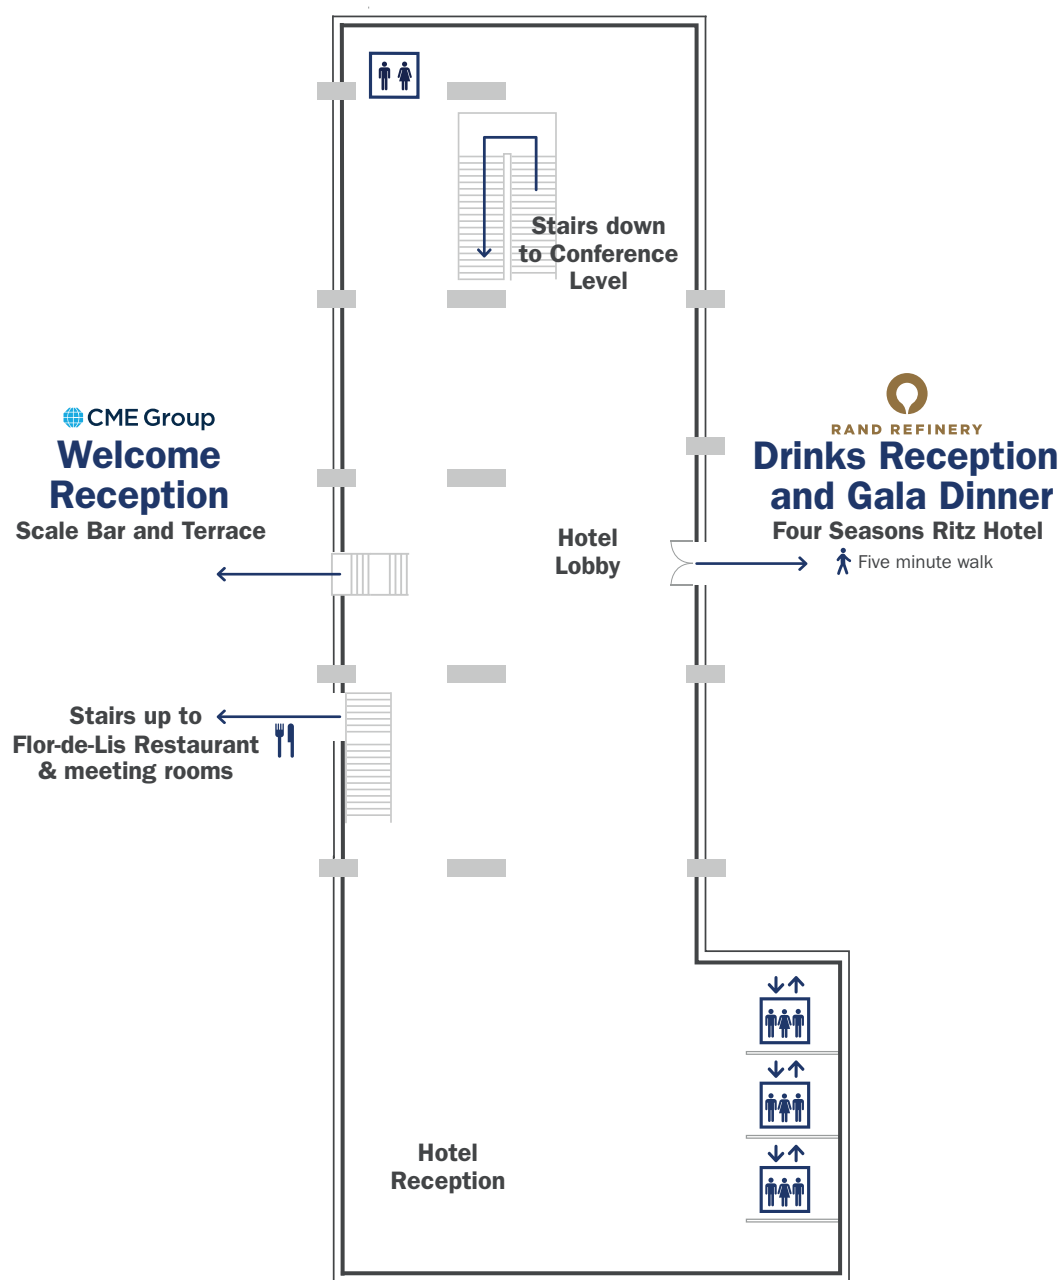 Stairs down
to Conference
Level
CME Group
Welcome
Reception
Scale Bar and Terrace
RAND REFINERY
Drinks Reception
and Gala Dinner
Four Seasons Ritz Hotel
Five minute walk
Hotel
Lobby
Stairs up to
Flor-de-Lis Restaurant
& meeting rooms
Hotel
Reception